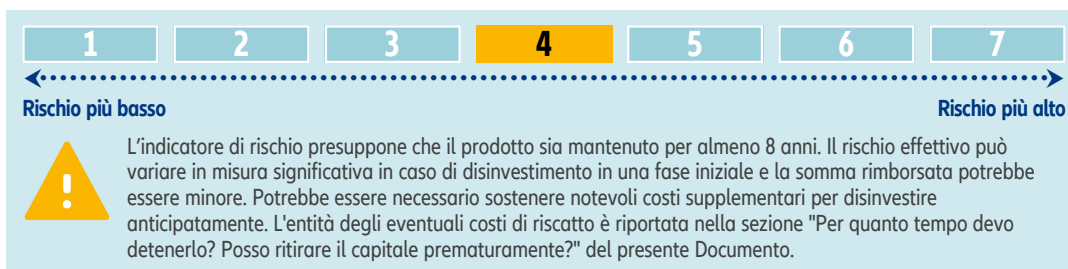 1 2 3 4 5 6 7
Rischio più basso Rischio più alto
L'indicatore di rischio presuppone che il prodotto sia mantenuto per almeno 8 anni. Il rischio effettivo può
variare in misura significativa in caso di disinvestimento in una fase iniziale e la somma rimborsata potrebbe
essere minore. Potrebbe essere necessario sostenere notevoli costi supplementari per disinvestire
anticipatamente. L'entità degli eventuali costi di riscatto è riportata nella sezione "Per quanto tempo devo
detenerlo? Posso ritirare il capitale prematuramente?" del presente Documento.